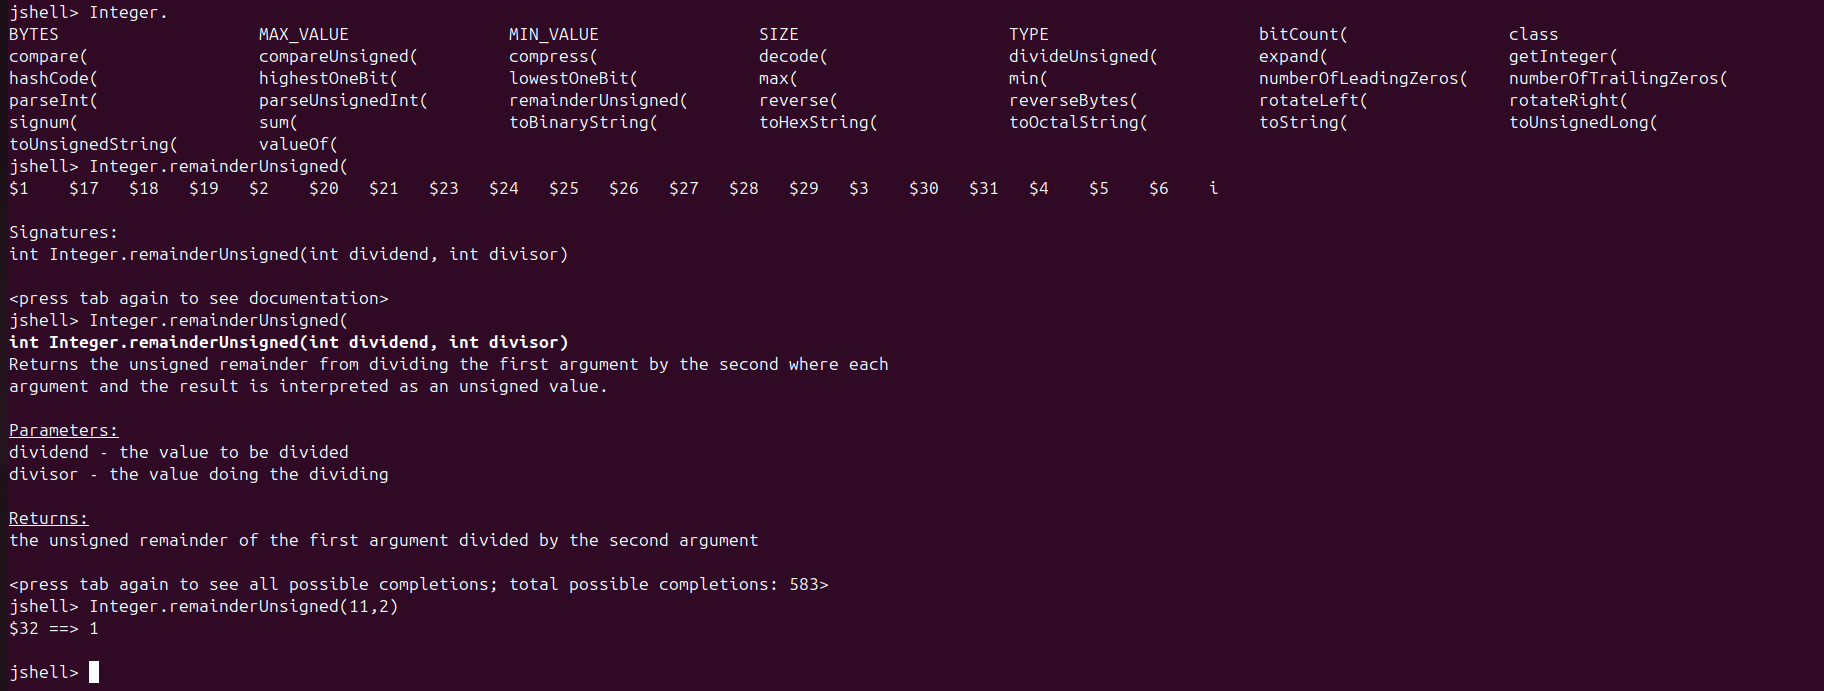 jshell> Integer.
BYTES MAX_VALUE MIN_VALUE SIZE TYPE bitCount( class
compare( compareUnsigned( compress( decode( divideUnsigned( expand( getInteger(
hashCode( highestOneBit( lowestOneBit( max( min( numberOfLeadingZeros( numberOfTrailingZeros(
parseInt( parseUnsignedInt( remainderUnsigned( reverse( reverseBytes( rotateLeft( rotateRight(
signum( sum( toBinaryString( toHexString( toOctalString( toString( toUnsignedLong(
toUnsignedString( valueOf(
jshell> Integer.remainderUnsigned(
$1 $17 $18 $19 $2 $20 $21 $23 $24 $25 $26 $27 $28 $29 $3 $30 $31 $4 $5 $6 i
Signatures:
int Integer.remainderUnsigned(int dividend, int divisor)
<press tab again to see documentation>
jshell> Integer.remainderUnsigned(
int Integer.remainderUnsigned(int dividend, int divisor)
Returns the unsigned remainder from dividing the first argument by the second where each
argument and the result is interpreted as an unsigned value.
Parameters:
dividend - the value to be divided
divisor - the value doing the dividing
Returns:
the unsigned remainder of the first argument divided by the second argument
<press tab again to see all possible completions; total possible completions: 583>
jshell> Integer.remainderUnsigned(11,2)
$32 ==> 1
jshell>